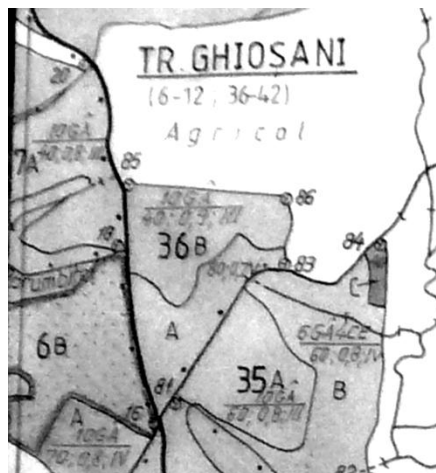 TR. GHIOSANI
(6-12; 36-42)
Agricol
20
10GA
40; 0,8; III
7A
85
86
10GA
40; 0,9; III
36B
18
84
83
C
6B
A
6GA4CE
60; 0,8; IV
B
35A
10GA
60; 0,8; III
81
16
A
10GA
70; 0,8; IV